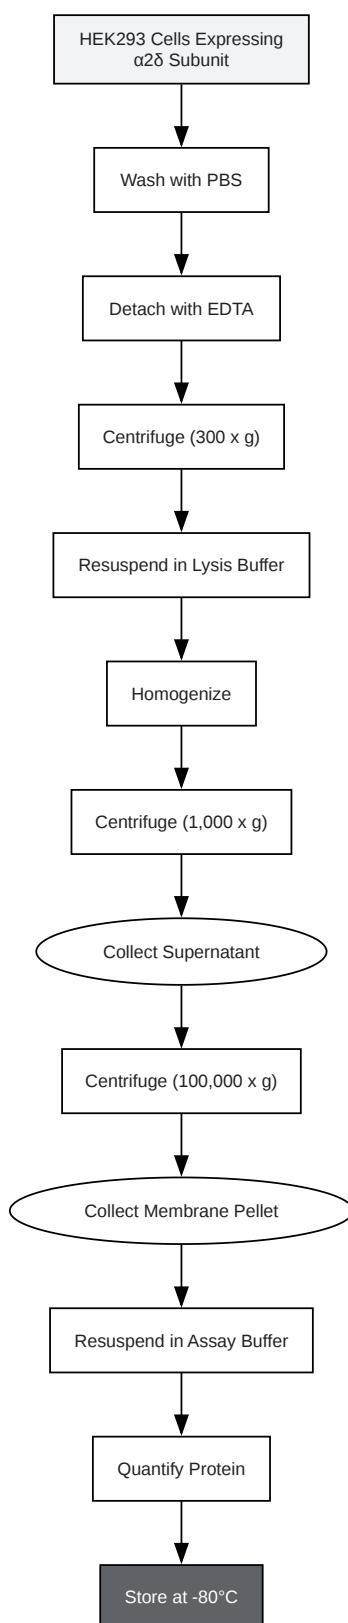 HEK293 Cells Expressing
α2δ Subunit
Wash with PBS
Detach with EDTA
Centrifuge (300 x g)
Resuspend in Lysis Buffer
Homogenize
Centrifuge (1,000 x g)
Collect Supernatant
Centrifuge (100,000 x g)
Collect Membrane Pellet
Resuspend in Assay Buffer
Quantify Protein
Store at -80°C